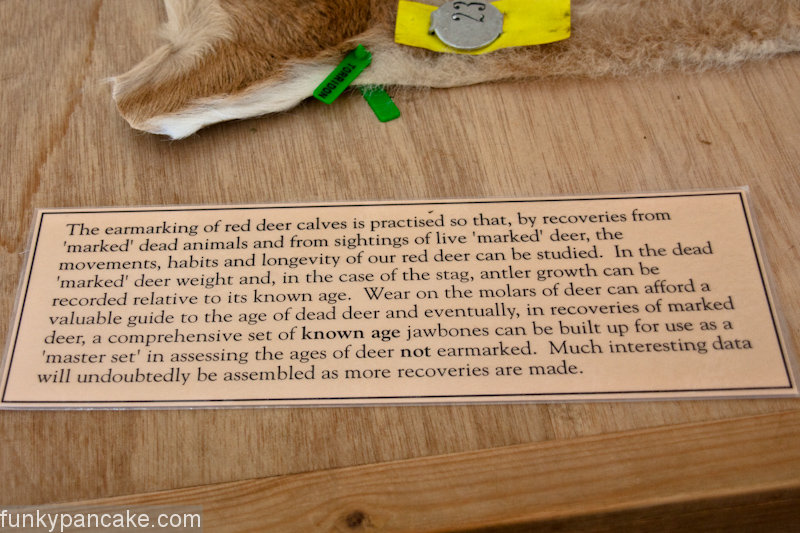 23
TORRIDON
The earmarking of red deer calves is practised so that, by recoveries from
'marked' dead animals and from sightings of live 'marked' deer, the
movements, habits and longevity of our red deer can be studied. In the dead
'marked' deer weight and, in the case of the stag, antler growth can be
recorded relative to its known age. Wear on the molars of deer can afford a
valuable guide to the age of dead deer and eventually, in recoveries of marked
deer, a comprehensive set of known age jawbones can be built up for use as a
'master set' in assessing the ages of deer not earmarked. Much interesting data
will undoubtedly be assembled as more recoveries are made.
funkypancake.com